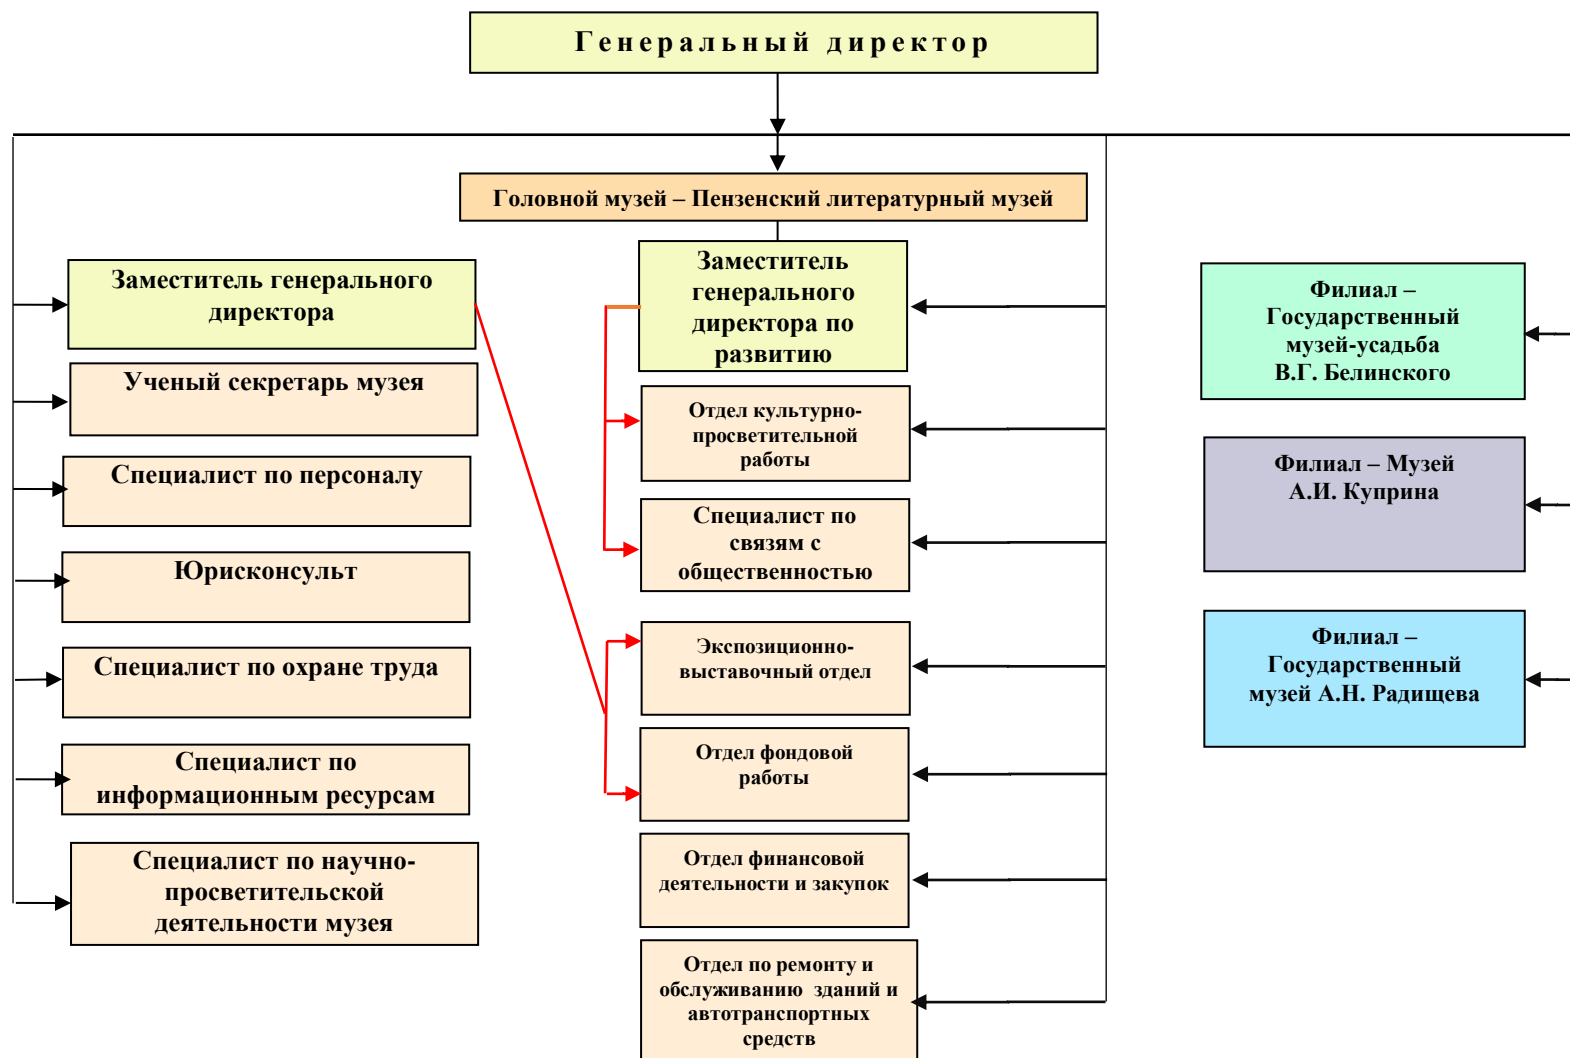 Генеральный директор
Головной музей – Пензенский литературный музей
Заместитель генерального
директора
Ученый секретарь музея
Специалист по персоналу
Юрисконсульт
Специалист по охране труда
Специалист по
информационным ресурсам
Специалист по научно-
просветительской
деятельности музея
Заместитель
генерального
директора по
развитию
Отдел культурно-
просветительной
работы
Специалист по
связям с
общественностью
Экспозиционно-
выставочный отдел
Отдел фондовой
работы
Отдел финансовой
деятельности и закупок
Отдел по ремонту и
обслуживанию зданий и
автотранспортных
средств
Филиал –
Государственный
музей-усадьба
В.Г. Белинского
Филиал – Музей
А.И. Куприна
Филиал –
Государственный
музей А.Н. Радищева